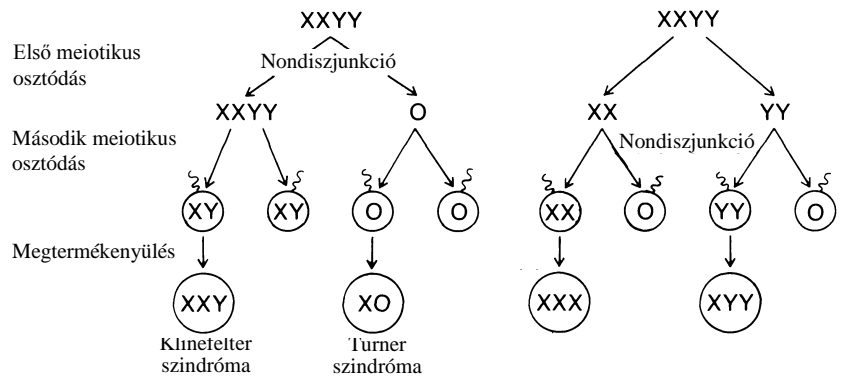 XXYY XXYY
Első meiotikus
osztódás
Nondiszjunkció
XXYY O XX YY
Második meiotikus
osztódás
Nondiszjunkció
XY XY O O XX O YY O
Megtermékenyülés
XXY XO XXX XYY
Klinefelter
szindróma
Turner
szindróma